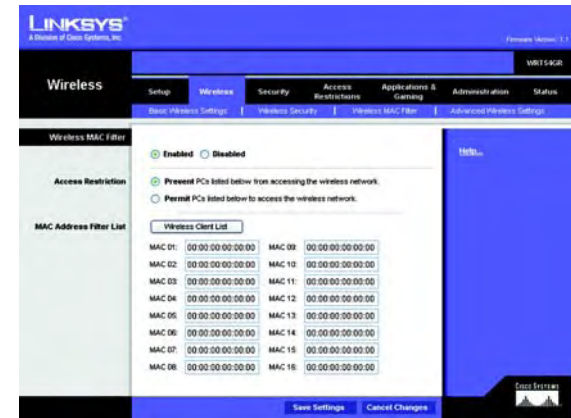 LINKSYS®
A Division of Cisco Systems, Inc.
Firmware Version: 1.1
WRT54GR
Wireless
Setup Wireless Security Access Restrictions Applications & Gaming Administration Status
Basic Wireless Settings | Wireless Security | Wireless MAC Filter | Advanced Wireless Settings
Wireless MAC Filter
Enabled Disabled
Help...
Access Restriction
Prevent PCs listed below from accessing the wireless network.
Permit PCs listed below to access the wireless network.
MAC Address Filter List
Wireless Client List
MAC 01: 00:00:00:00:00:00 MAC 09: 00:00:00:00:00:00
MAC 02: 00:00:00:00:00:00 MAC 10: 00:00:00:00:00:00
MAC 03: 00:00:00:00:00:00 MAC 11: 00:00:00:00:00:00
MAC 04: 00:00:00:00:00:00 MAC 12: 00:00:00:00:00:00
MAC 05: 00:00:00:00:00:00 MAC 13: 00:00:00:00:00:00
MAC 06: 00:00:00:00:00:00 MAC 14: 00:00:00:00:00:00
MAC 07: 00:00:00:00:00:00 MAC 15: 00:00:00:00:00:00
MAC 08: 00:00:00:00:00:00 MAC 16: 00:00:00:00:00:00
Save Settings Cancel Changes
Cisco Systems